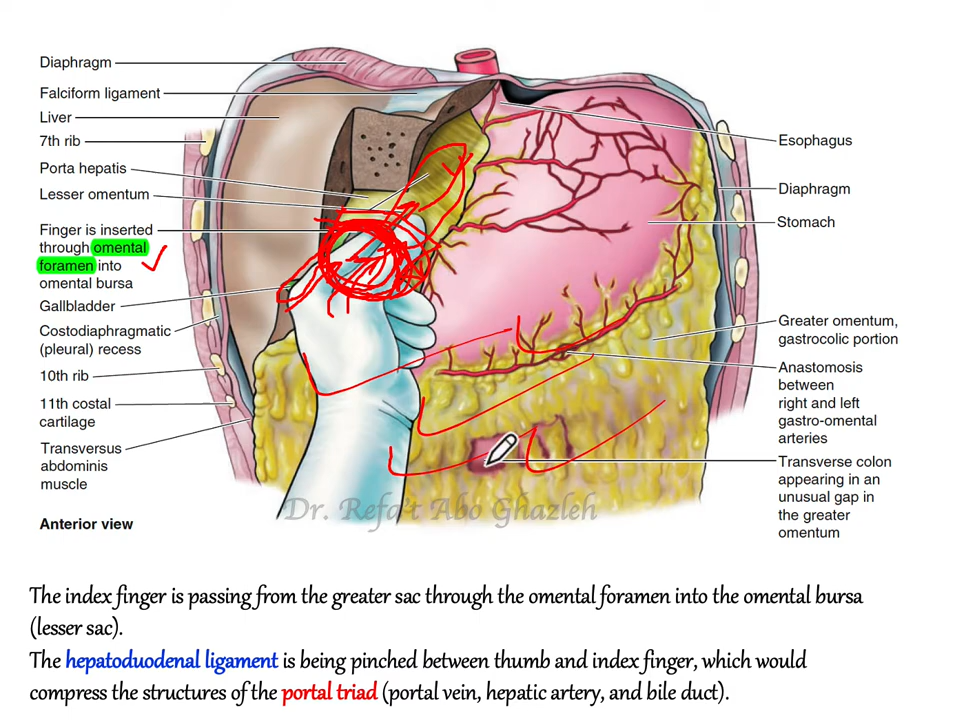 Diaphragm
Falciform ligament
Liver
7th rib
Porta hepatis
Lesser omentum
Finger is inserted
through omental
foramen into
omental bursa
Gallbladder
Costodiaphragmatic
(pleural) recess
10th rib
11th costal
cartilage
Transversus
abdominis
muscle
Anterior view
Esophagus
Diaphragm
Stomach
Greater omentum,
gastrocolic portion
Anastomosis
between
right and left
gastro-omental
arteries
Transverse colon
appearing in an
unusual gap in
the greater
omentum
Dr. Refa't Abo Ghazleh
The index finger is passing from the greater sac through the omental foramen into the omental bursa
(lesser sac).
The hepatoduodenal ligament is being pinched between thumb and index finger, which would
compress the structures of the portal triad (portal vein, hepatic artery, and bile duct).